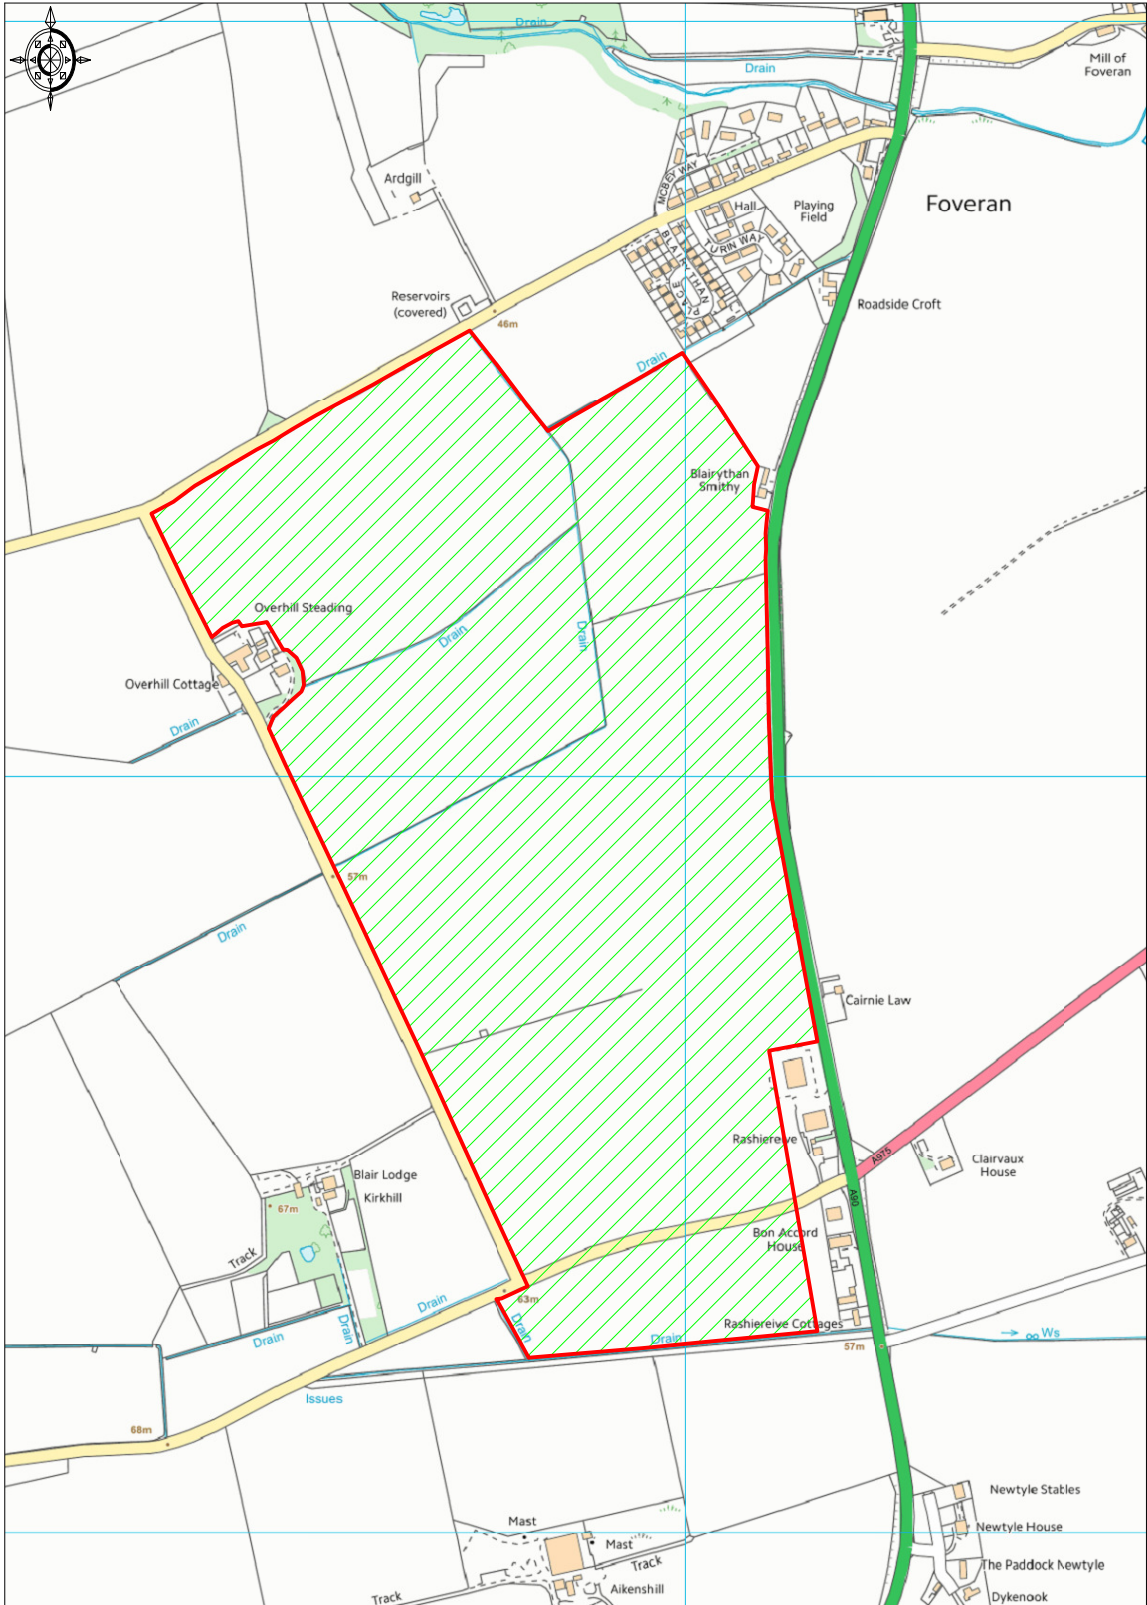 Drain
Drain
Mill of
Foveran
Ardgill
MCBEY WAY
Hall
Playing
Field
Foveran
TURIN WAY
BLAIRYTHAN
PLACE
Reservoirs
(covered)
46m
Roadside Croft
Drain
Blairythan
Smithy
Overhill Steading
Drain
Drain
Overhill Cottage
Drain
57m
Drain
Cairnie Law
Rashiereive
A975
Clairvaux
House
Blair Lodge
Kirkhill
67m
A90
Bon Accord
House
Track
Drain
63m
Drain
Drain
Drain
Rashiereive Cottages
Drain
57m
Ws
Issues
68m
Newtyle Stables
Mast
Newtyle House
Mast
Track
The Paddock Newtyle
Aikenshill
Track
Dykenook